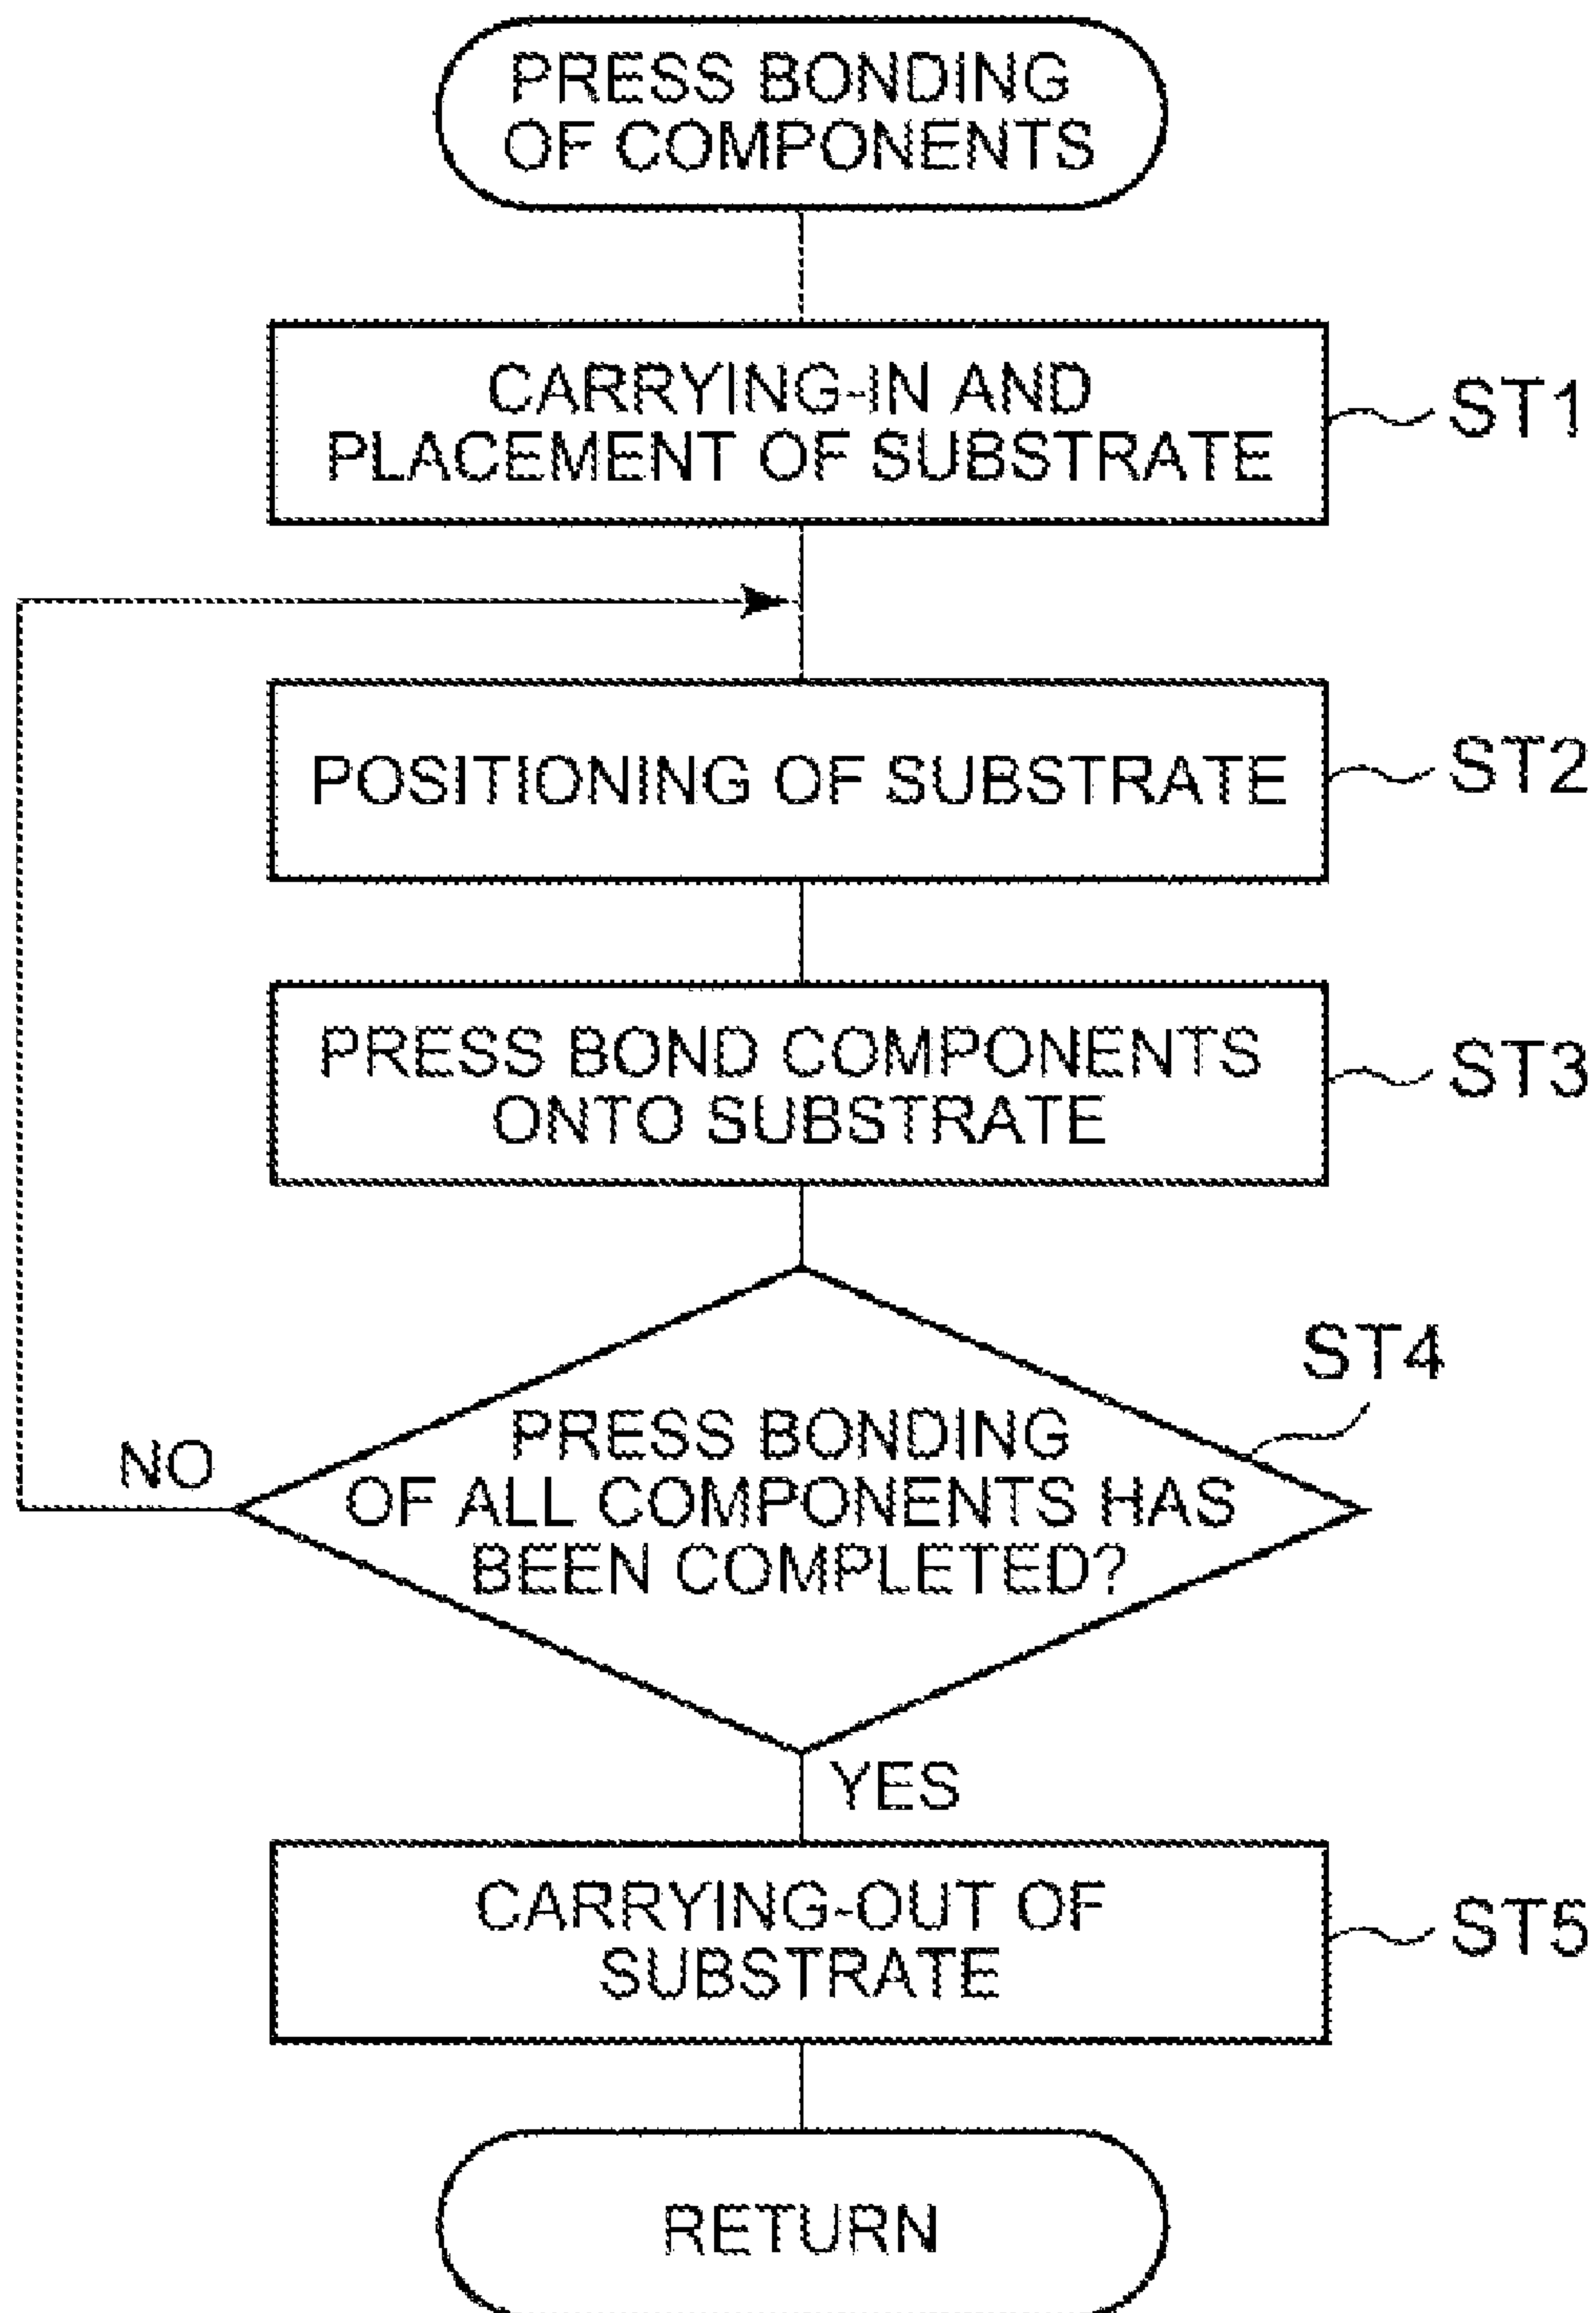 PRESS BONDING
OF COMPONENTS
CARRYING-IN AND
PLACEMENT OF SUBSTRATE
ST1
POSITIONING OF SUBSTRATE
ST2
PRESS BOND COMPONENTS
ONTO SUBSTRATE
ST3
ST4
PRESS BONDING
OF ALL COMPONENTS HAS
BEEN COMPLETED?
NO
YES
CARRYING-OUT OF
SUBSTRATE
ST5
RETURN